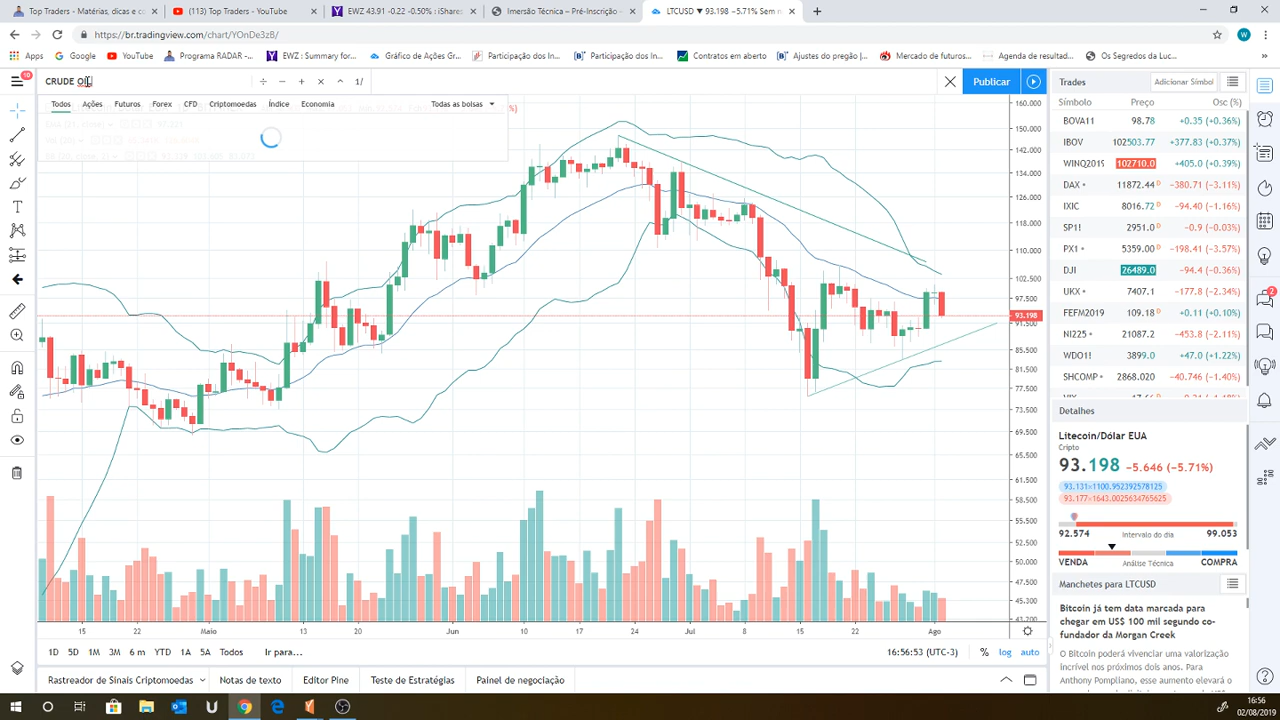 Top Traders - Matérias, dicas e co
(113) Top Traders - YouTube
EWZ 43.91 -0.22 -0.50% : iShares
Imersão Técnica – Pré-Inscrição –
LTCUSD ▼ 93.198 −5.71% Sem n
https://br.tradingview.com/chart/YOnDe3zB/
W
Apps
Google
YouTube
Programa RADAR -...
EWZ : Summary for...
Gráfico de Ações Gr...
Participação dos In...
Participação dos In...
Contratos em aberto
Ajustes do pregão |...
Mercado de futuros...
Agenda de resultad...
Os Segredos da Luc...
10
CRUDE OIL
1/
Publicar
Todos
Ações
Futuros
Forex
CFD
Criptomoedas
Índice
Economia
Todas as bolsas
160.000
150.000
142.000
134.000
126.000
118.000
110.000
102.500
97.500
93.198
91.500
85.500
81.500
77.500
73.500
69.500
65.500
61.500
58.500
55.500
52.500
50.000
47.500
45.300
43.200
15
22
Maio
13
20
Jun
10
17
24
Jul
8
15
22
Ago
1D 5D 1M 3M 6 m YTD 1A 5A Todos Ir para...
16:56:53 (UTC-3) % log auto
Rastreador de Sinais Criptomoedas
Notas de texto
Editor Pine
Teste de Estratégias
Painel de negociação
Trades
Adicionar Símbol
Símbolo Preço Osc (%)
BOVA11 98.78 +0.35 (+0.36%)
IBOV 102503.77 +377.83 (+0.37%)
WINQ2019 102710.0 +405.0 (+0.39%)
DAX 11872.44 D −380.71 (−3.11%)
IXIC 8016.72 D −94.40 (−1.16%)
SP1! 2951.0 D −0.9 (−0.03%)
PX1 5359.00 D −198.41 (−3.57%)
DJI 26489.0 −94.4 (−0.36%)
UKX 7407.1 −177.8 (−2.34%)
FEFM2019 109.18 D +0.11 (+0.10%)
NI225 21087.2 −453.8 (−2.11%)
WDO1! 3899.0 +47.0 (+1.22%)
SHCOMP 2868.020 −40.746 (−1.40%)
Detalhes
Litecoin/Dólar EUA
Cripto
93.198 −5.646 (−5.71%)
93.131×1100.952392578125
93.177×1643.0025634765625
92.574 Intervalo do dia 99.053
VENDA Análise Técnica COMPRA
Manchetes para LTCUSD
Bitcoin já tem data marcada para
chegar em US$ 100 mil segundo co-
fundador da Morgan Creek
O Bitcoin poderá vivenciar uma valorização
incrível nos próximos dois anos. Para
Anthony Pompliano, esse aumento elevará o
2
16:56
02/08/2019